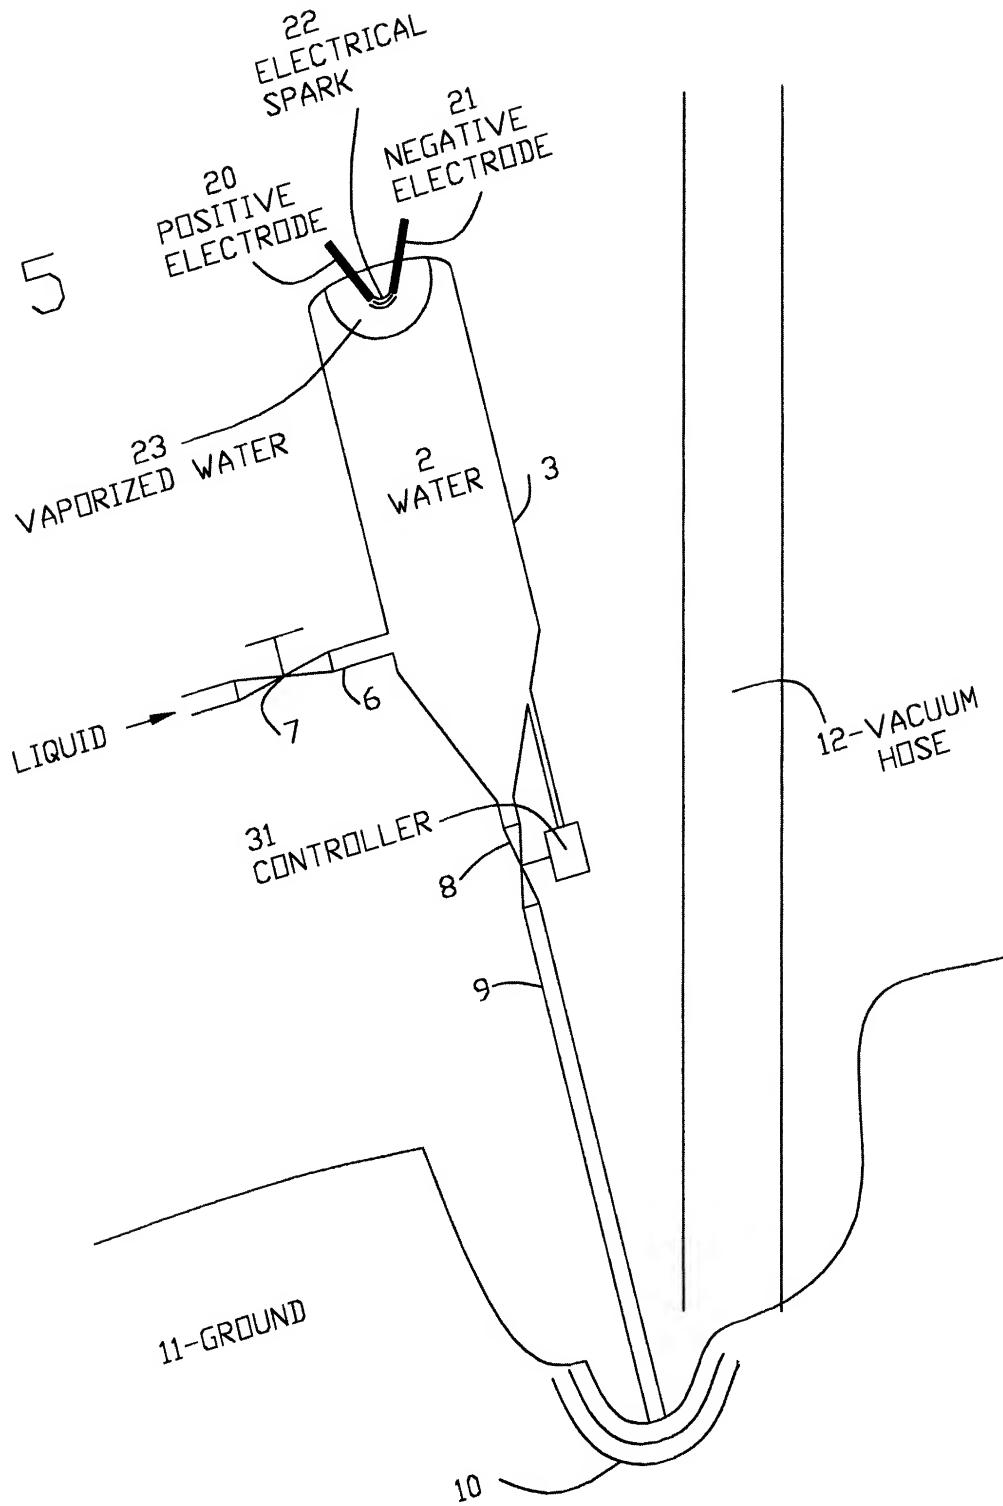 22
ELECTRICAL
SPARK
21
NEGATIVE
ELECTRODE
20
POSITIVE
ELECTRODE
5
23
VAPORIZED WATER
2
WATER
3
6
7
LIQUID
12-VACUUM
HOSE
31
CONTROLLER
8
9
11-GROUND
10